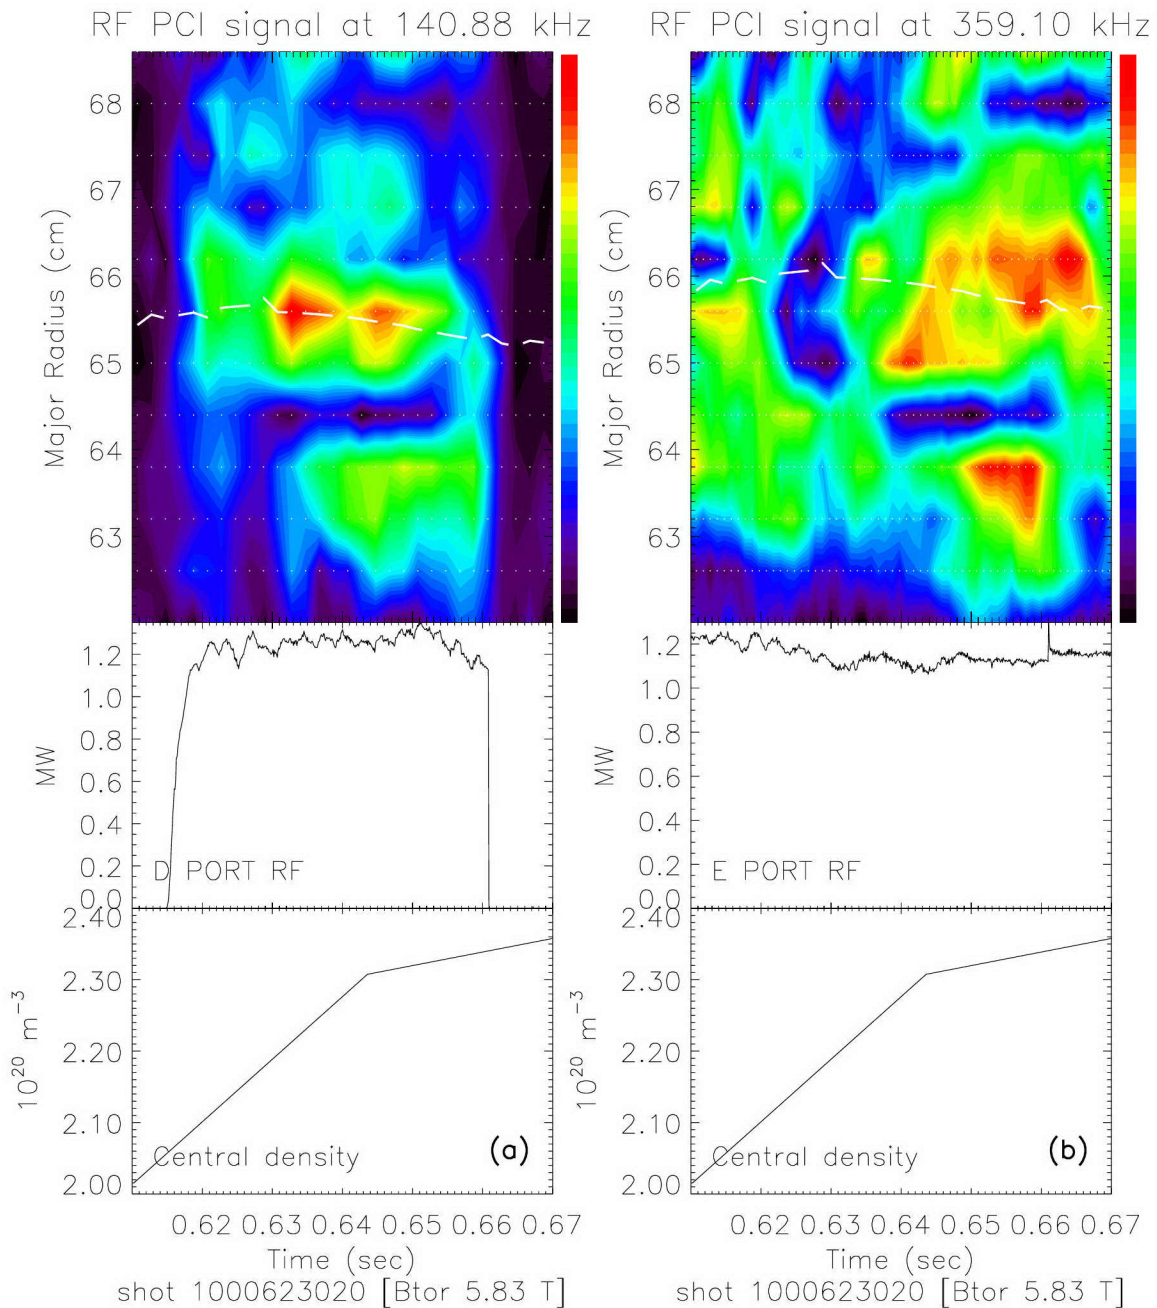 RF PCI signal at 140.88 kHz
RF PCI signal at 359.10 kHz
68
67
66
65
64
63
Major Radius (cm)
68
67
66
65
64
63
Major Radius (cm)
1.2
1.0
0.8
0.6
0.4
0.2
0.0
MW
D PORT RF
1.2
1.0
0.8
0.6
0.4
0.2
0.0
MW
E PORT RF
2.40
2.30
2.20
2.10
2.00
10²⁰ m⁻³
Central density
(a)
2.40
2.30
2.20
2.10
2.00
10²⁰ m⁻³
Central density
(b)
0.62 0.63 0.64 0.65 0.66 0.67
Time (sec)
shot 1000623020 [Btor 5.83 T]
0.62 0.63 0.64 0.65 0.66 0.67
Time (sec)
shot 1000623020 [Btor 5.83 T]